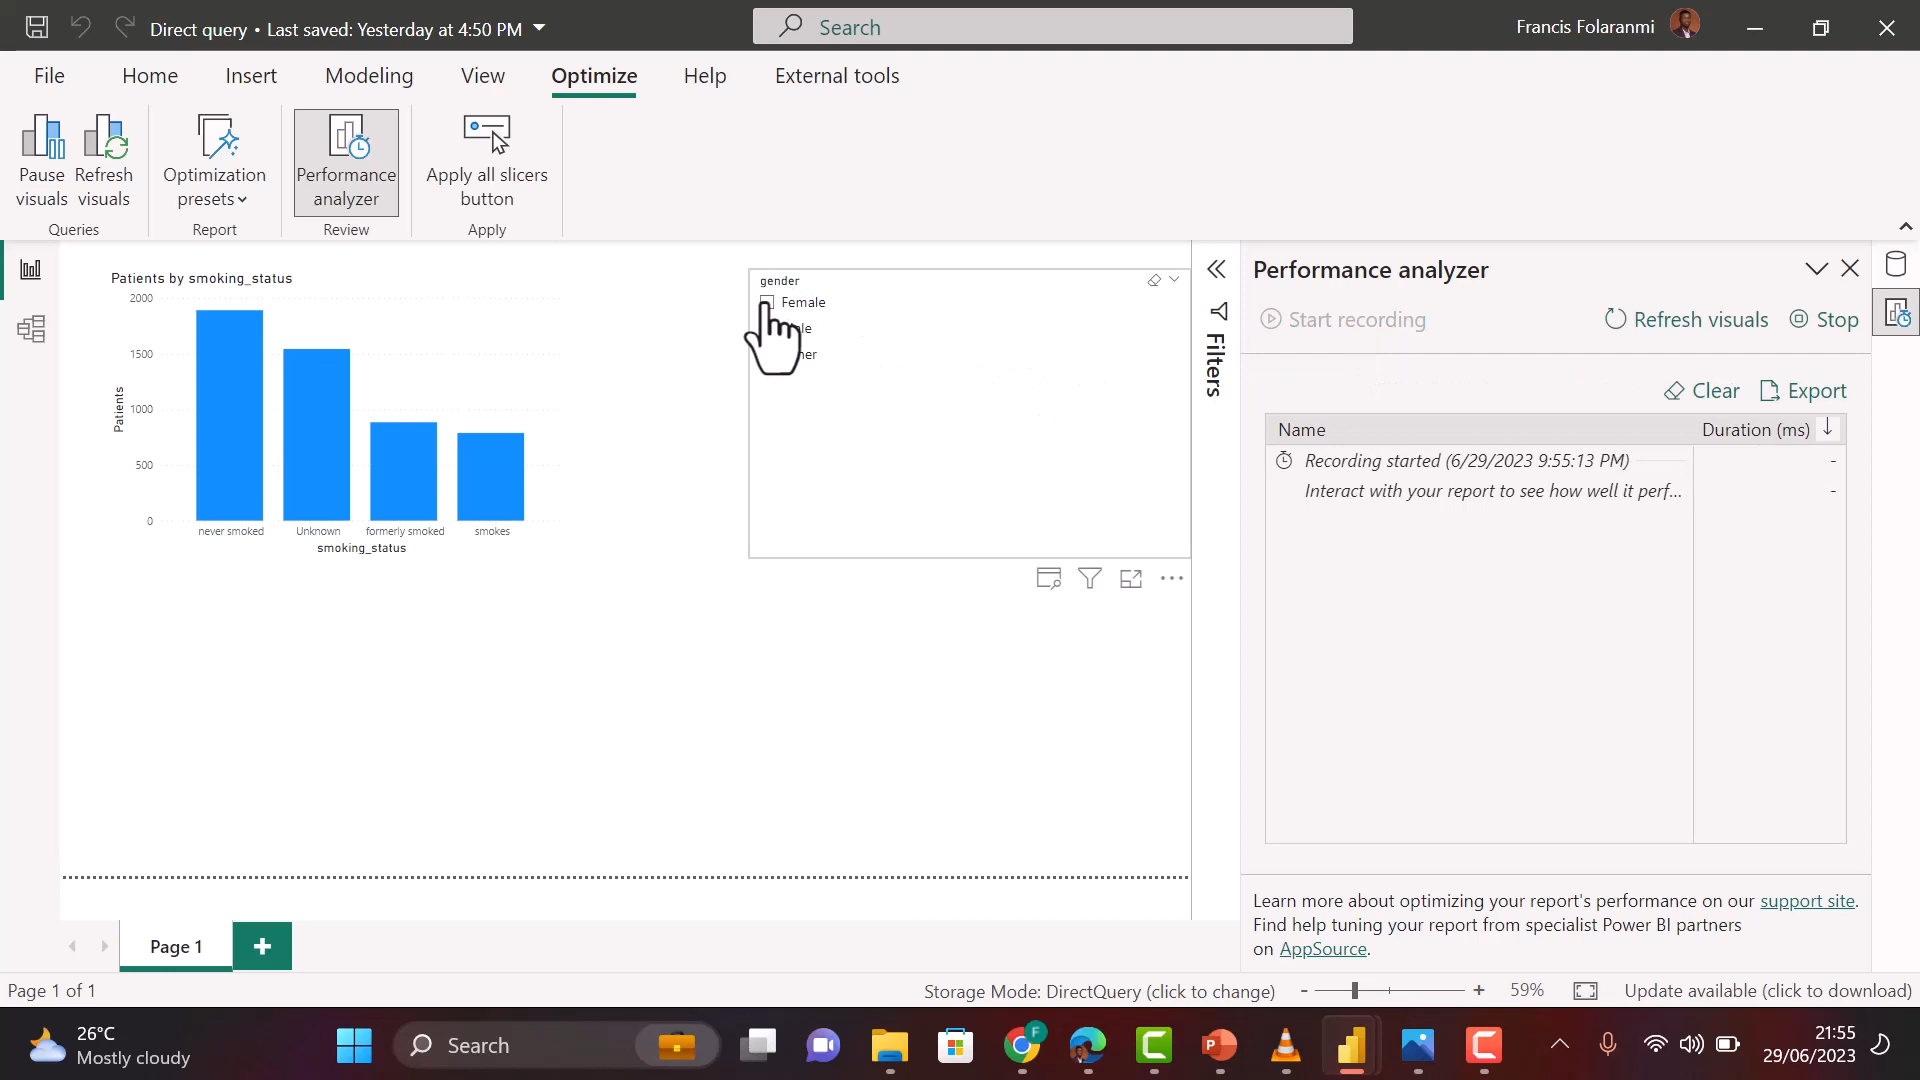 Direct query • Last saved: Yesterday at 4:50 PM
Search
Francis Folaranmi
File
Home
Insert
Modeling
View
Optimize
Help
External tools
Pause
visuals
Refresh
visuals
Optimization
presets
Performance
analyzer
Apply all slicers
button
Queries
Report
Review
Apply
Patients by smoking_status
2000
1500
1000
500
0
Patients
never smoked
Unknown
formerly smoked
smokes
smoking_status
gender
Female
Filters
Performance analyzer
Start recording
Refresh visuals
Stop
Clear
Export
Name
Duration (ms)
Recording started (6/29/2023 9:55:13 PM)
-
Interact with your report to see how well it perf...
-
Learn more about optimizing your report's performance on our support site.
Find help tuning your report from specialist Power BI partners
on AppSource.
Page 1
Page 1 of 1
Storage Mode: DirectQuery (click to change)
- + 59%
Update available (click to download)
26°C
Mostly cloudy
Search
F
21:55
29/06/2023